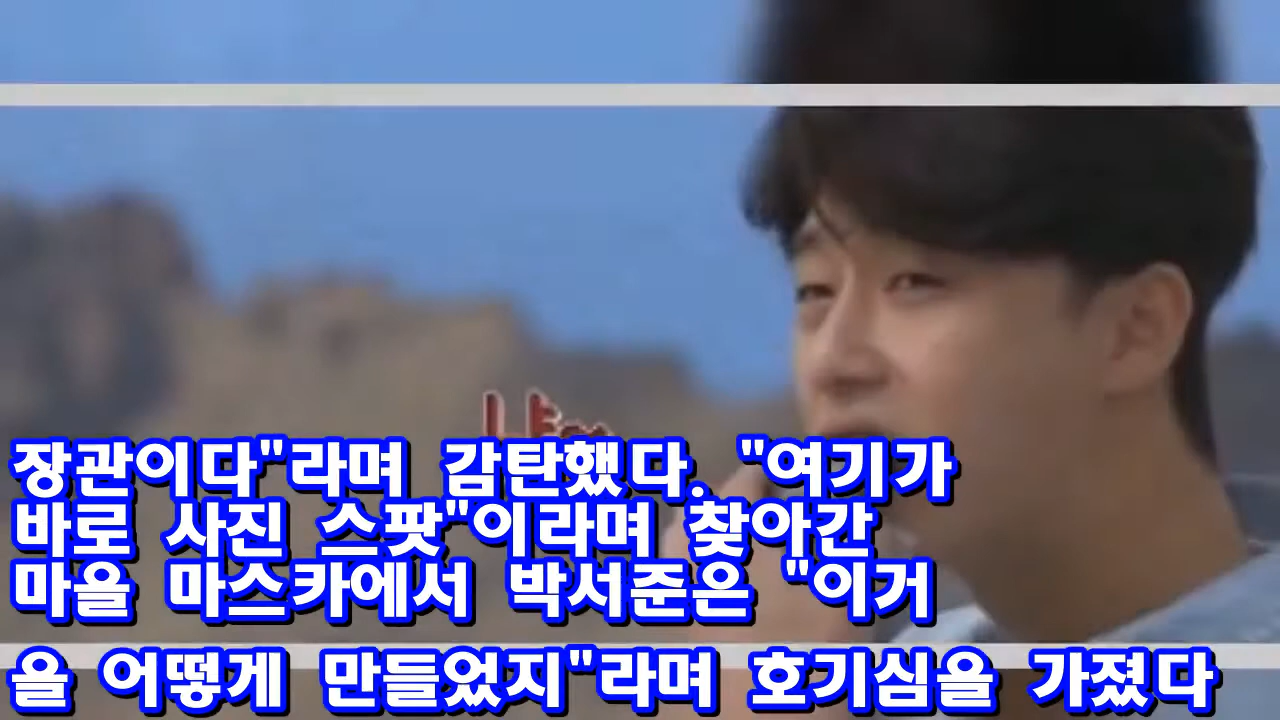 장관이다"라며 감탄했다. "여기가
바로 사진 스팟"이라며 찾아간
마을 마스카에서 박서준은 "이거
을 어떻게 만들었지"라며 호기심을 가졌다